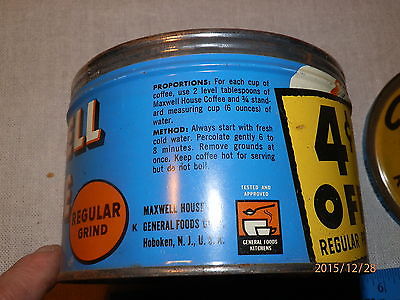 PROPORTIONS: For each cup of
coffee, use 2 level tablespoons of
Maxwell House Coffee and ¾ stand-
ard measuring cup (6 ounces) of
water.
METHOD: Always start with fresh
cold water. Percolate gently 6 to
8 minutes. Remove grounds at
once. Keep coffee hot for serving
but do not boil.
LL
E
REGULAR
GRIND
MAXWELL HOUSE
K GENERAL FOODS
Hoboken, N. J., U. S. A.
TESTED AND
APPROVED
GENERAL FOODS
KITCHENS
4
OF
REGULAR
2015/12/28